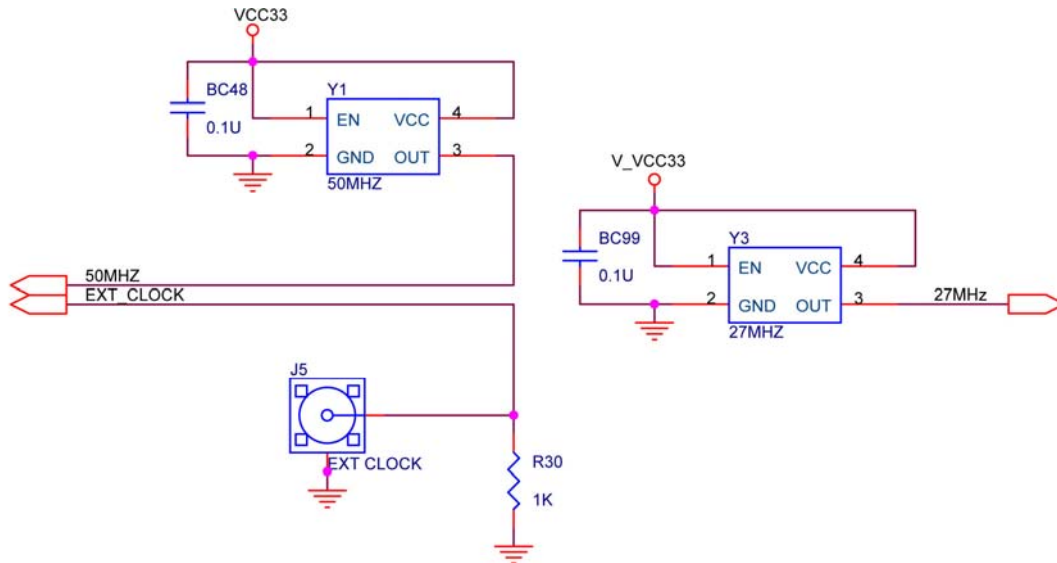 VCC33
BC48
0.1U
Y1
1 EN VCC 4
2 GND OUT 3
50MHZ
50MHZ
EXT_CLOCK
V_VCC33
BC99
0.1U
Y3
1 EN VCC 4
2 GND OUT 3
27MHZ
27MHz
J5
EXT CLOCK
R30
1K